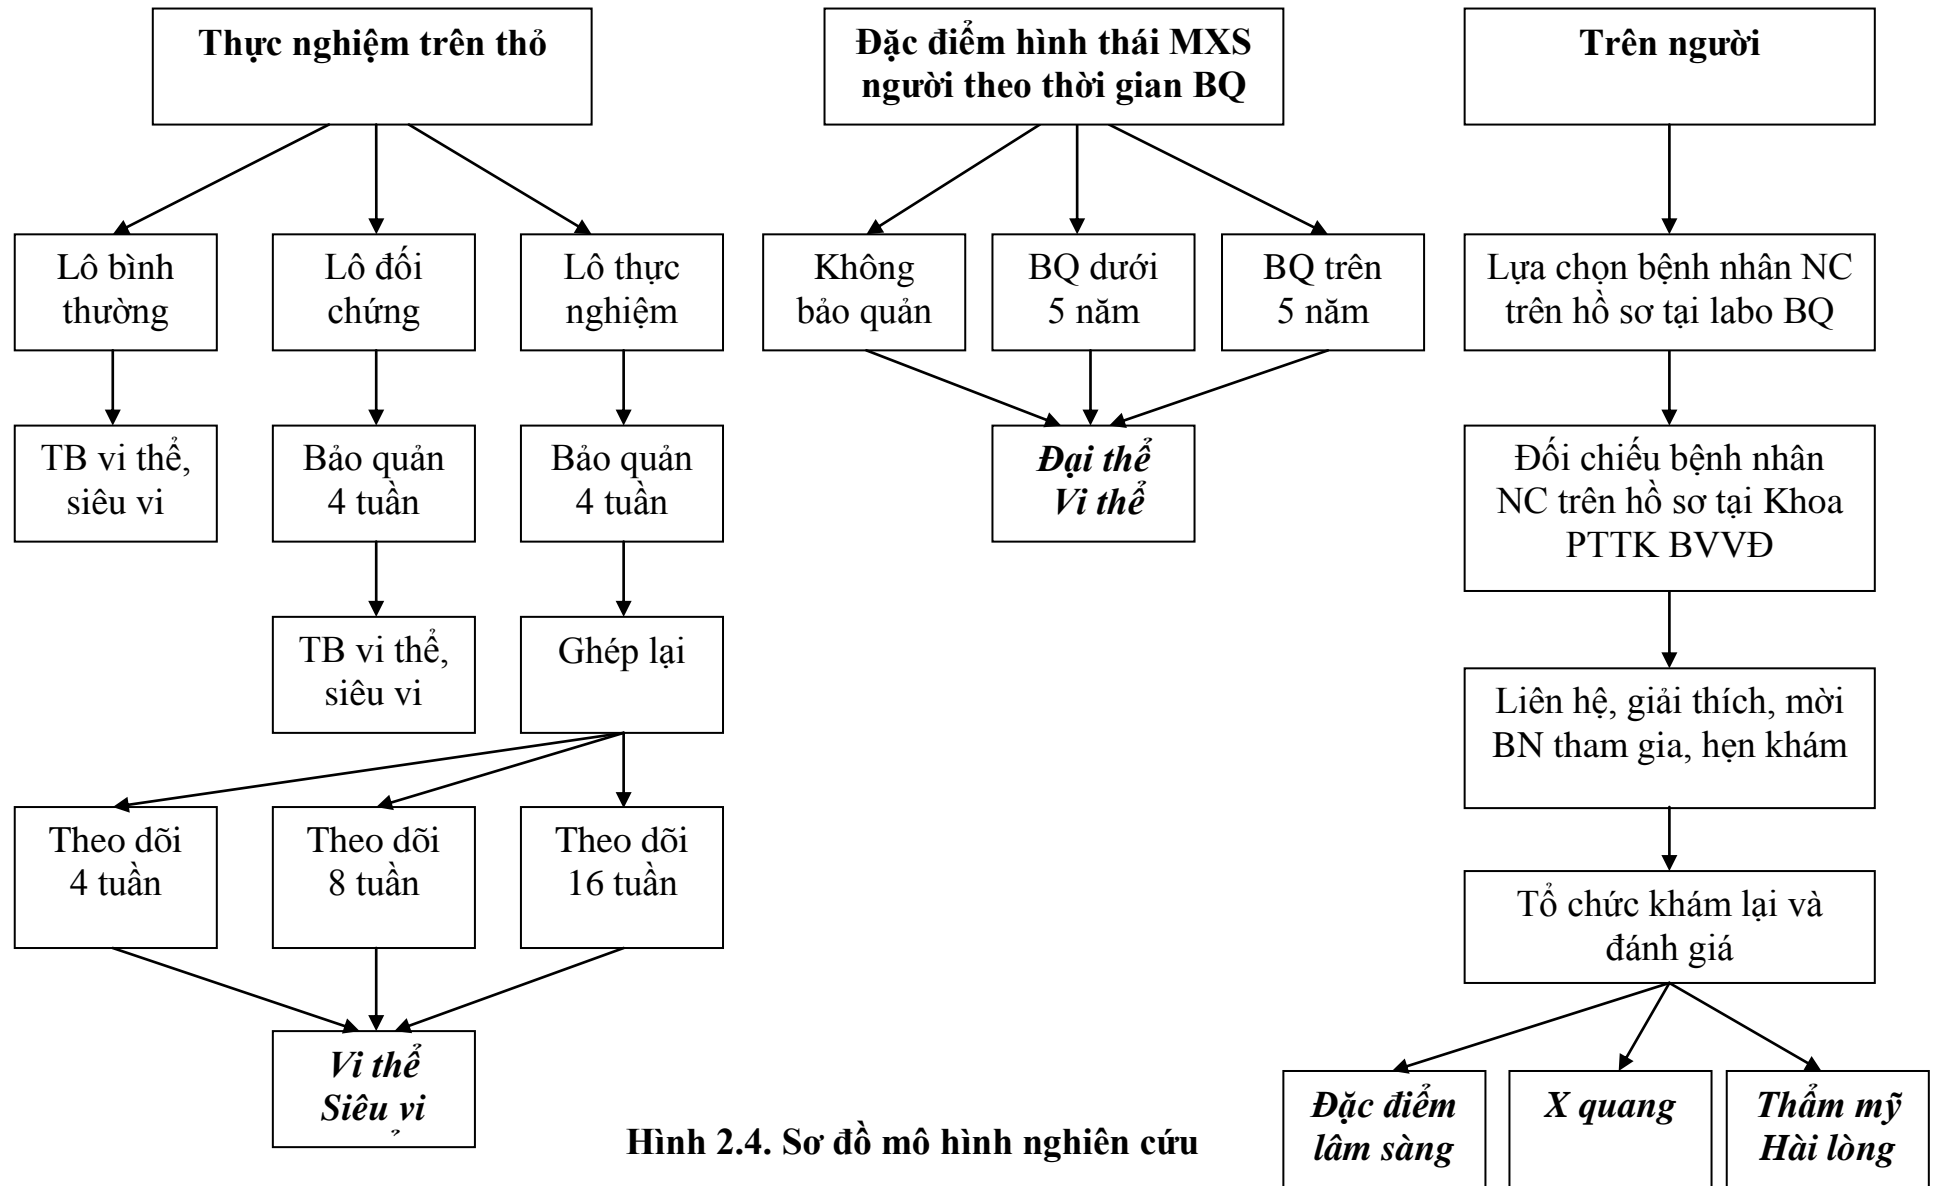 Thực nghiệm trên thỏ
Đặc điểm hình thái MXS
người theo thời gian BQ
Trên người
Lô bình
thường
Lô đối
chứng
Lô thực
nghiệm
Không
bảo quản
BQ dưới
5 năm
BQ trên
5 năm
Lựa chọn bệnh nhân NC
trên hồ sơ tại labo BQ
TB vi thể,
siêu vi
Bảo quản
4 tuần
Bảo quản
4 tuần
Đại thể
Vi thể
Đối chiếu bệnh nhân
NC trên hồ sơ tại Khoa
PTTK BVVĐ
TB vi thể,
siêu vi
Ghép lại
Liên hệ, giải thích, mời
BN tham gia, hẹn khám
Theo dõi
4 tuần
Theo dõi
8 tuần
Theo dõi
16 tuần
Tổ chức khám lại và
đánh giá
Vi thể
Siêu vi
Đặc điểm
lâm sàng
X quang
Thẩm mỹ
Hài lòng
Hình 2.4. Sơ đồ mô hình nghiên cứu